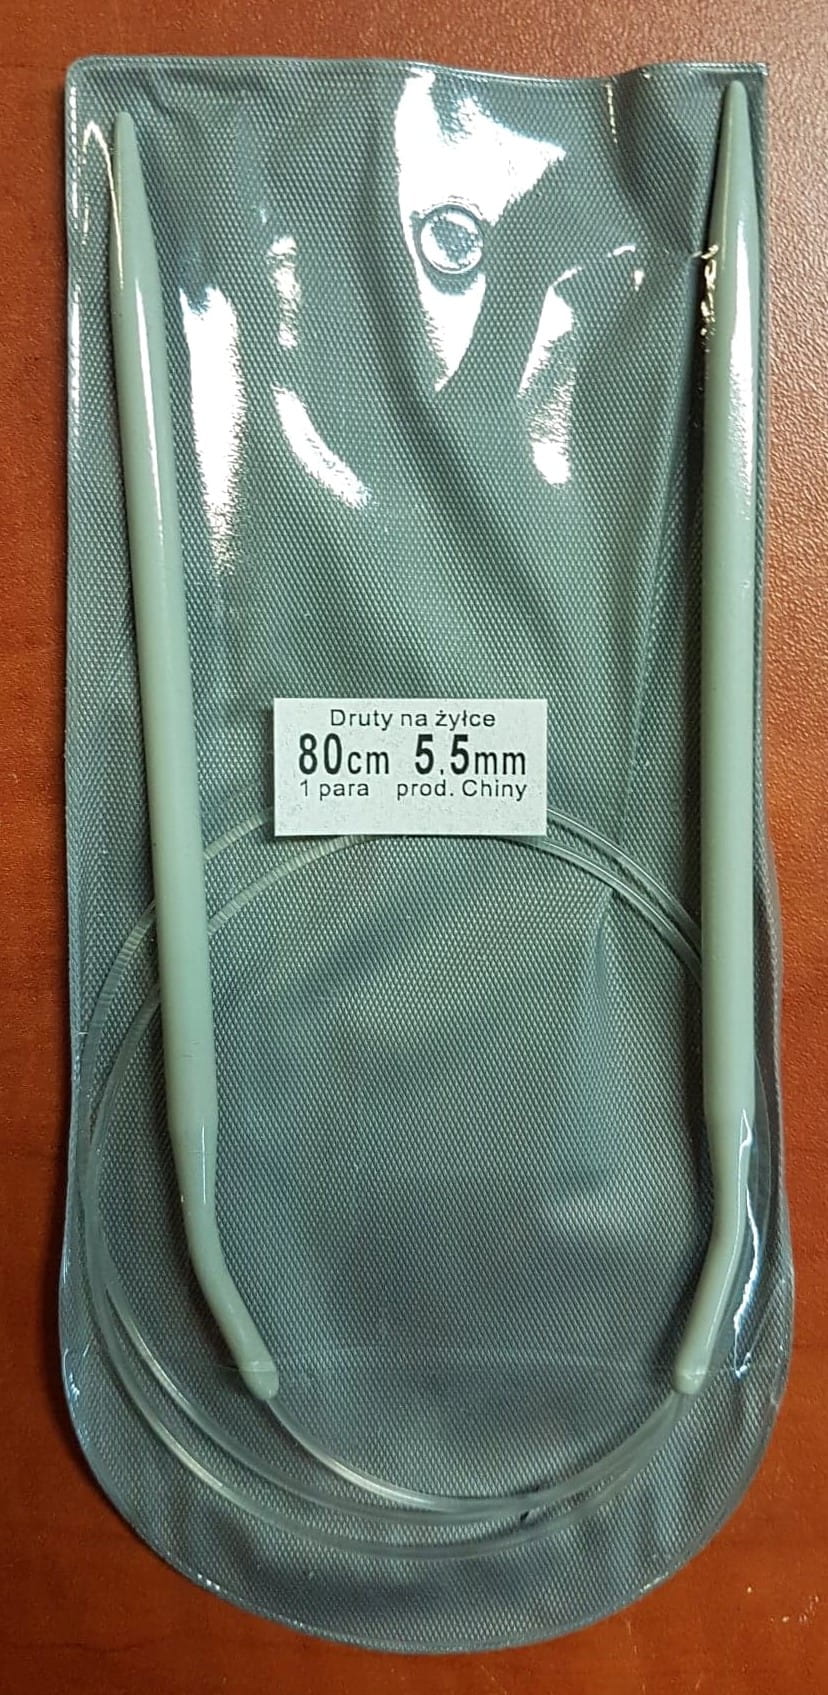 Druty na żyłce
80cm 5.5mm
1 para prod. Chiny